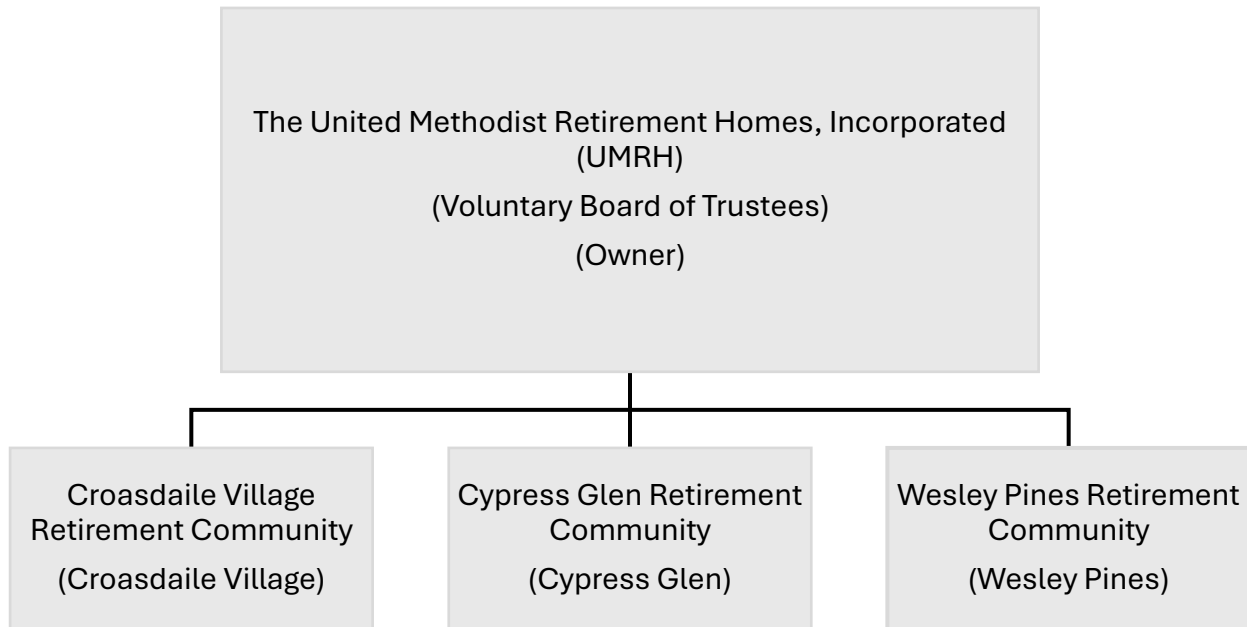 The United Methodist Retirement Homes, Incorporated
(UMRH)
(Voluntary Board of Trustees)
(Owner)
Croasdaile Village
Retirement Community
(Croasdaile Village)
Cypress Glen Retirement
Community
(Cypress Glen)
Wesley Pines Retirement
Community
(Wesley Pines)